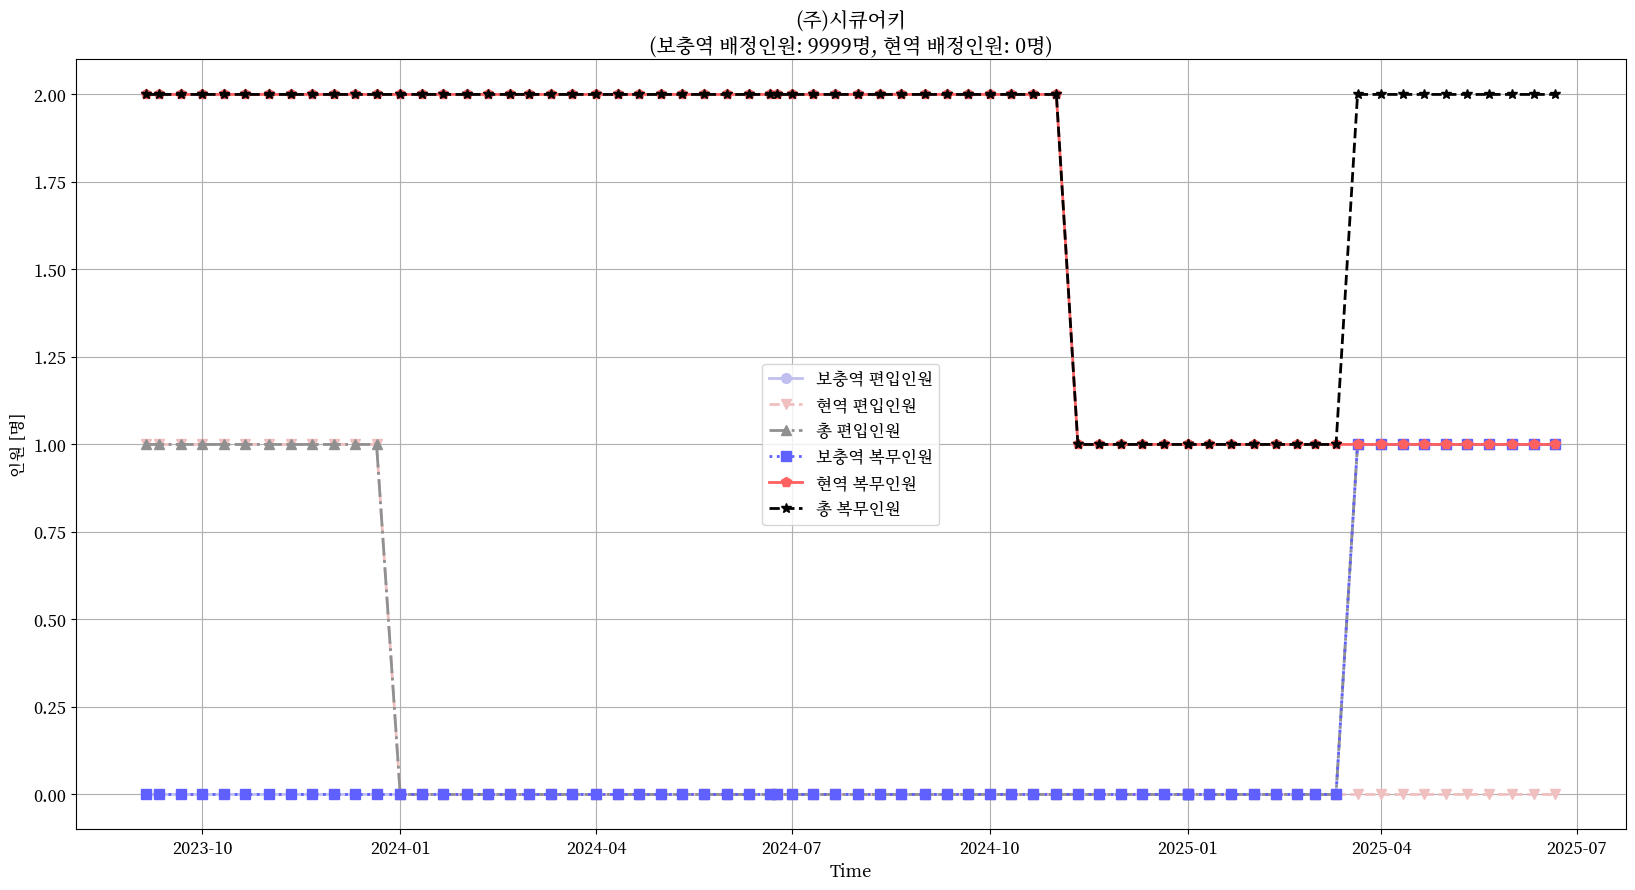 (주)시큐어키
(보충역 배정인원: 9999명, 현역 배정인원: 0명)
인원 [명]
2.00
1.75
1.50
1.25
1.00
0.75
0.50
0.25
0.00
보충역 편입인원
현역 편입인원
총 편입인원
보충역 복무인원
현역 복무인원
총 복무인원
2023-10
2024-01
2024-04
2024-07
2024-10
2025-01
2025-04
2025-07
Time